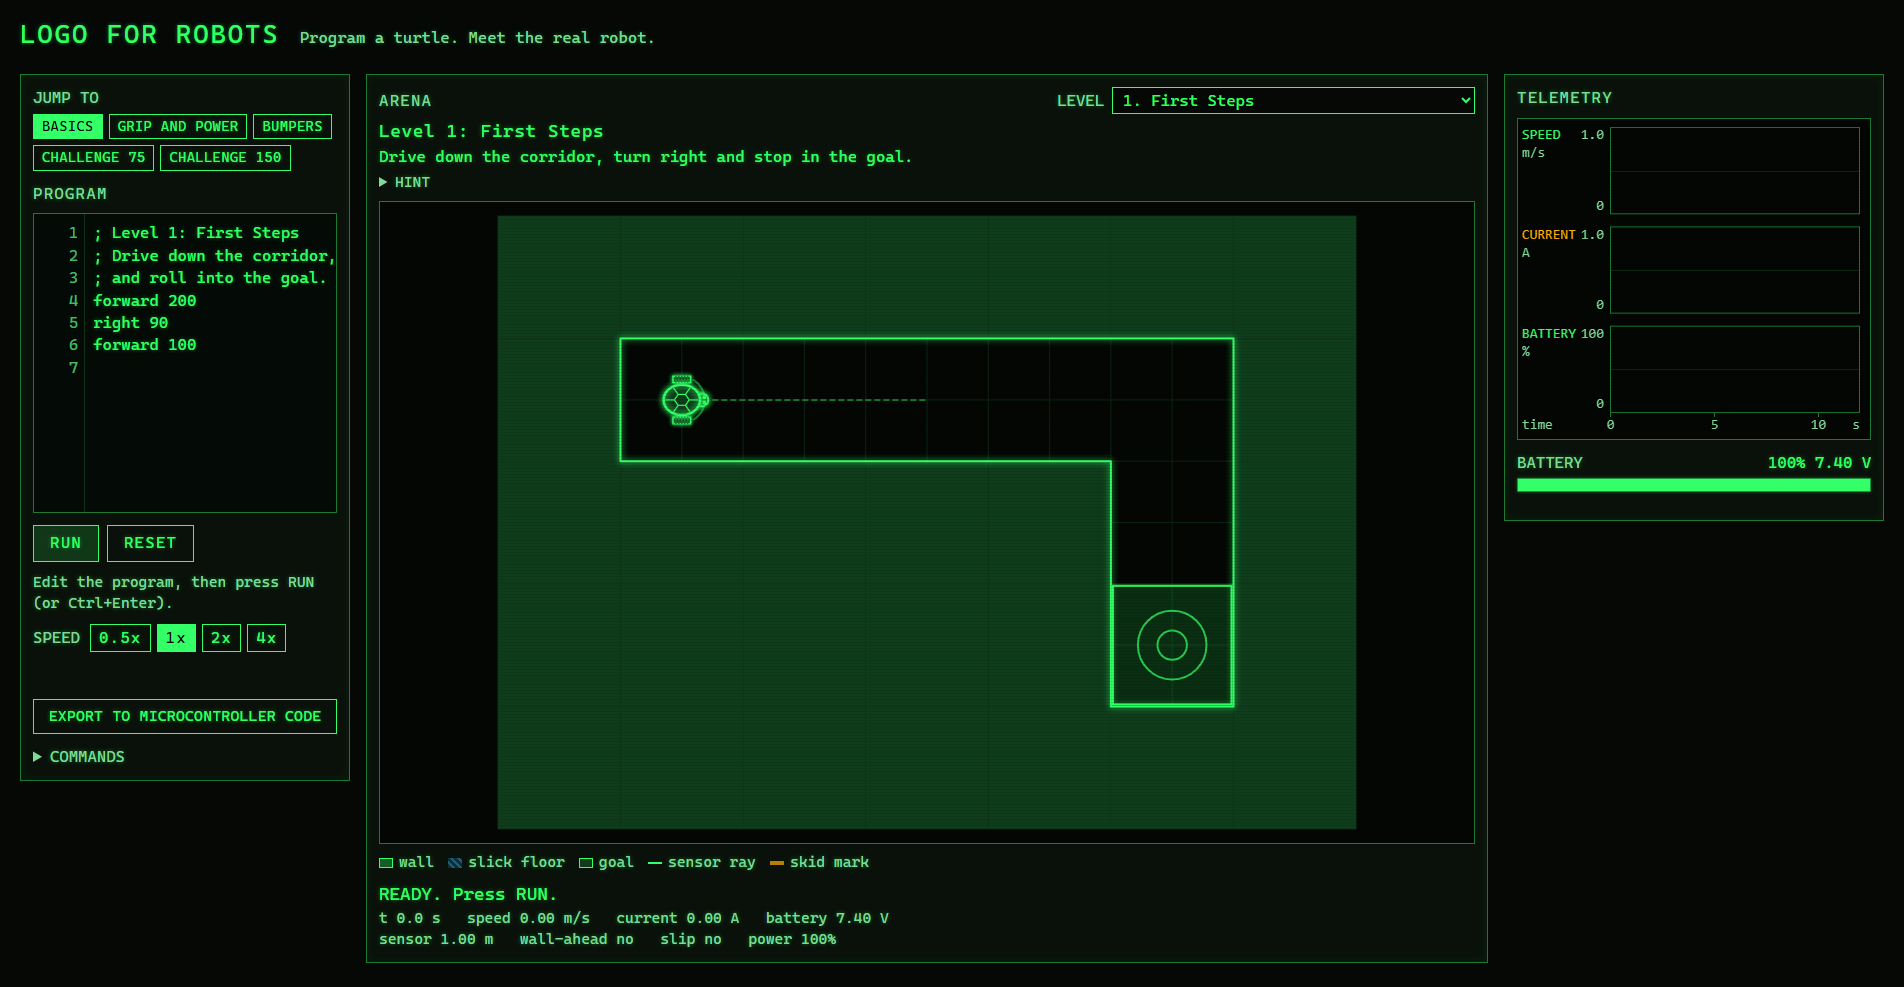 LOGO FOR ROBOTS Program a turtle. Meet the real robot.
JUMP TO
BASICS GRIP AND POWER BUMPERS
CHALLENGE 75 CHALLENGE 150
PROGRAM
1 ; Level 1: First Steps
2 ; Drive down the corridor,
3 ; and roll into the goal.
4 forward 200
5 right 90
6 forward 100
7
RUN RESET
Edit the program, then press RUN
(or Ctrl+Enter).
SPEED 0.5x 1x 2x 4x
EXPORT TO MICROCONTROLLER CODE
▶ COMMANDS
ARENA LEVEL 1. First Steps
Level 1: First Steps
Drive down the corridor, turn right and stop in the goal.
▶ HINT
wall slick floor goal sensor ray skid mark
READY. Press RUN.
t 0.0 s speed 0.00 m/s current 0.00 A battery 7.40 V
sensor 1.00 m wall-ahead no slip no power 100%
TELEMETRY
SPEED 1.0
m/s
0
CURRENT 1.0
A
0
BATTERY 100
%
0
time 0 5 10 s
BATTERY 100% 7.40 V